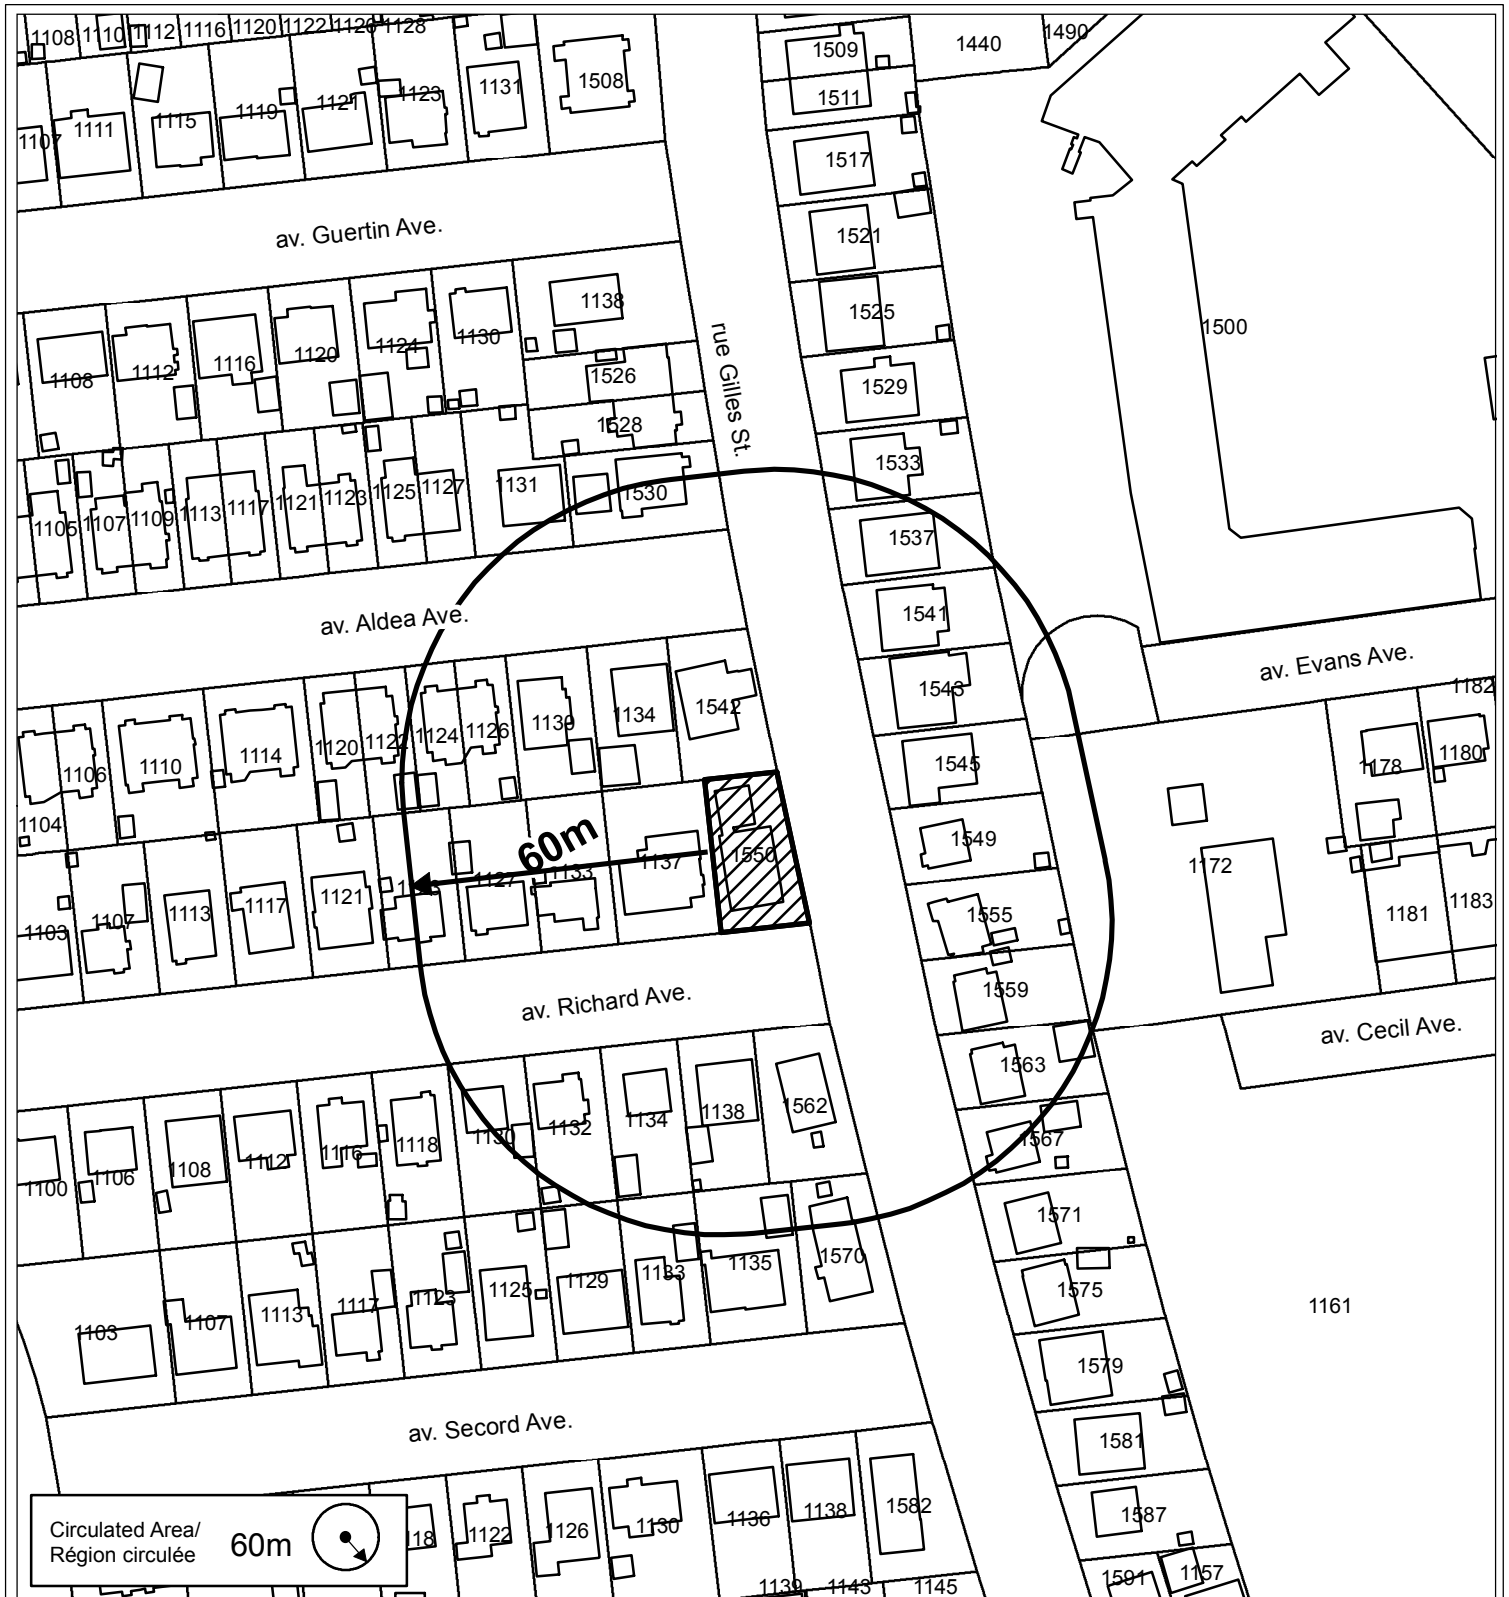 1108 1110 1112 1116 1120 1122 1126 1128
1509 1440 1490
1107 1111 1115 1119 1121 1123 1131 1508
1511
1517
av. Guertin Ave.
1521
1108 1112 1116 1120 1124 1130 1138
1525
1500
rue Gilles St.
1526
1529
1528
1533
1105 1107 1109 1113 1117 1121 1123 1125 1127 1131 1530
1537
av. Aldea Ave.
1541
av. Evans Ave.
1543
1182
1104 1106 1110 1114 1120 1122 1124 1126 1130 1134 1542
1545
1178 1180
60m
1549
1172
1103 1107 1113 1117 1121 1127 1133 1137 1550
1555
1181 1183
1559
av. Richard Ave.
av. Cecil Ave.
1563
1100 1106 1108 1112 1116 1118 1130 1132 1134 1138 1562
1567
1571
1103 1107 1113 1117 1123 1125 1129 1133 1135 1570
1575
1161
1579
av. Secord Ave.
1581
118 1122 1126 1130 1136 1138 1582
1587
Circulated Area/
Région circulée
60m
1139 1143 1145
1591 1157